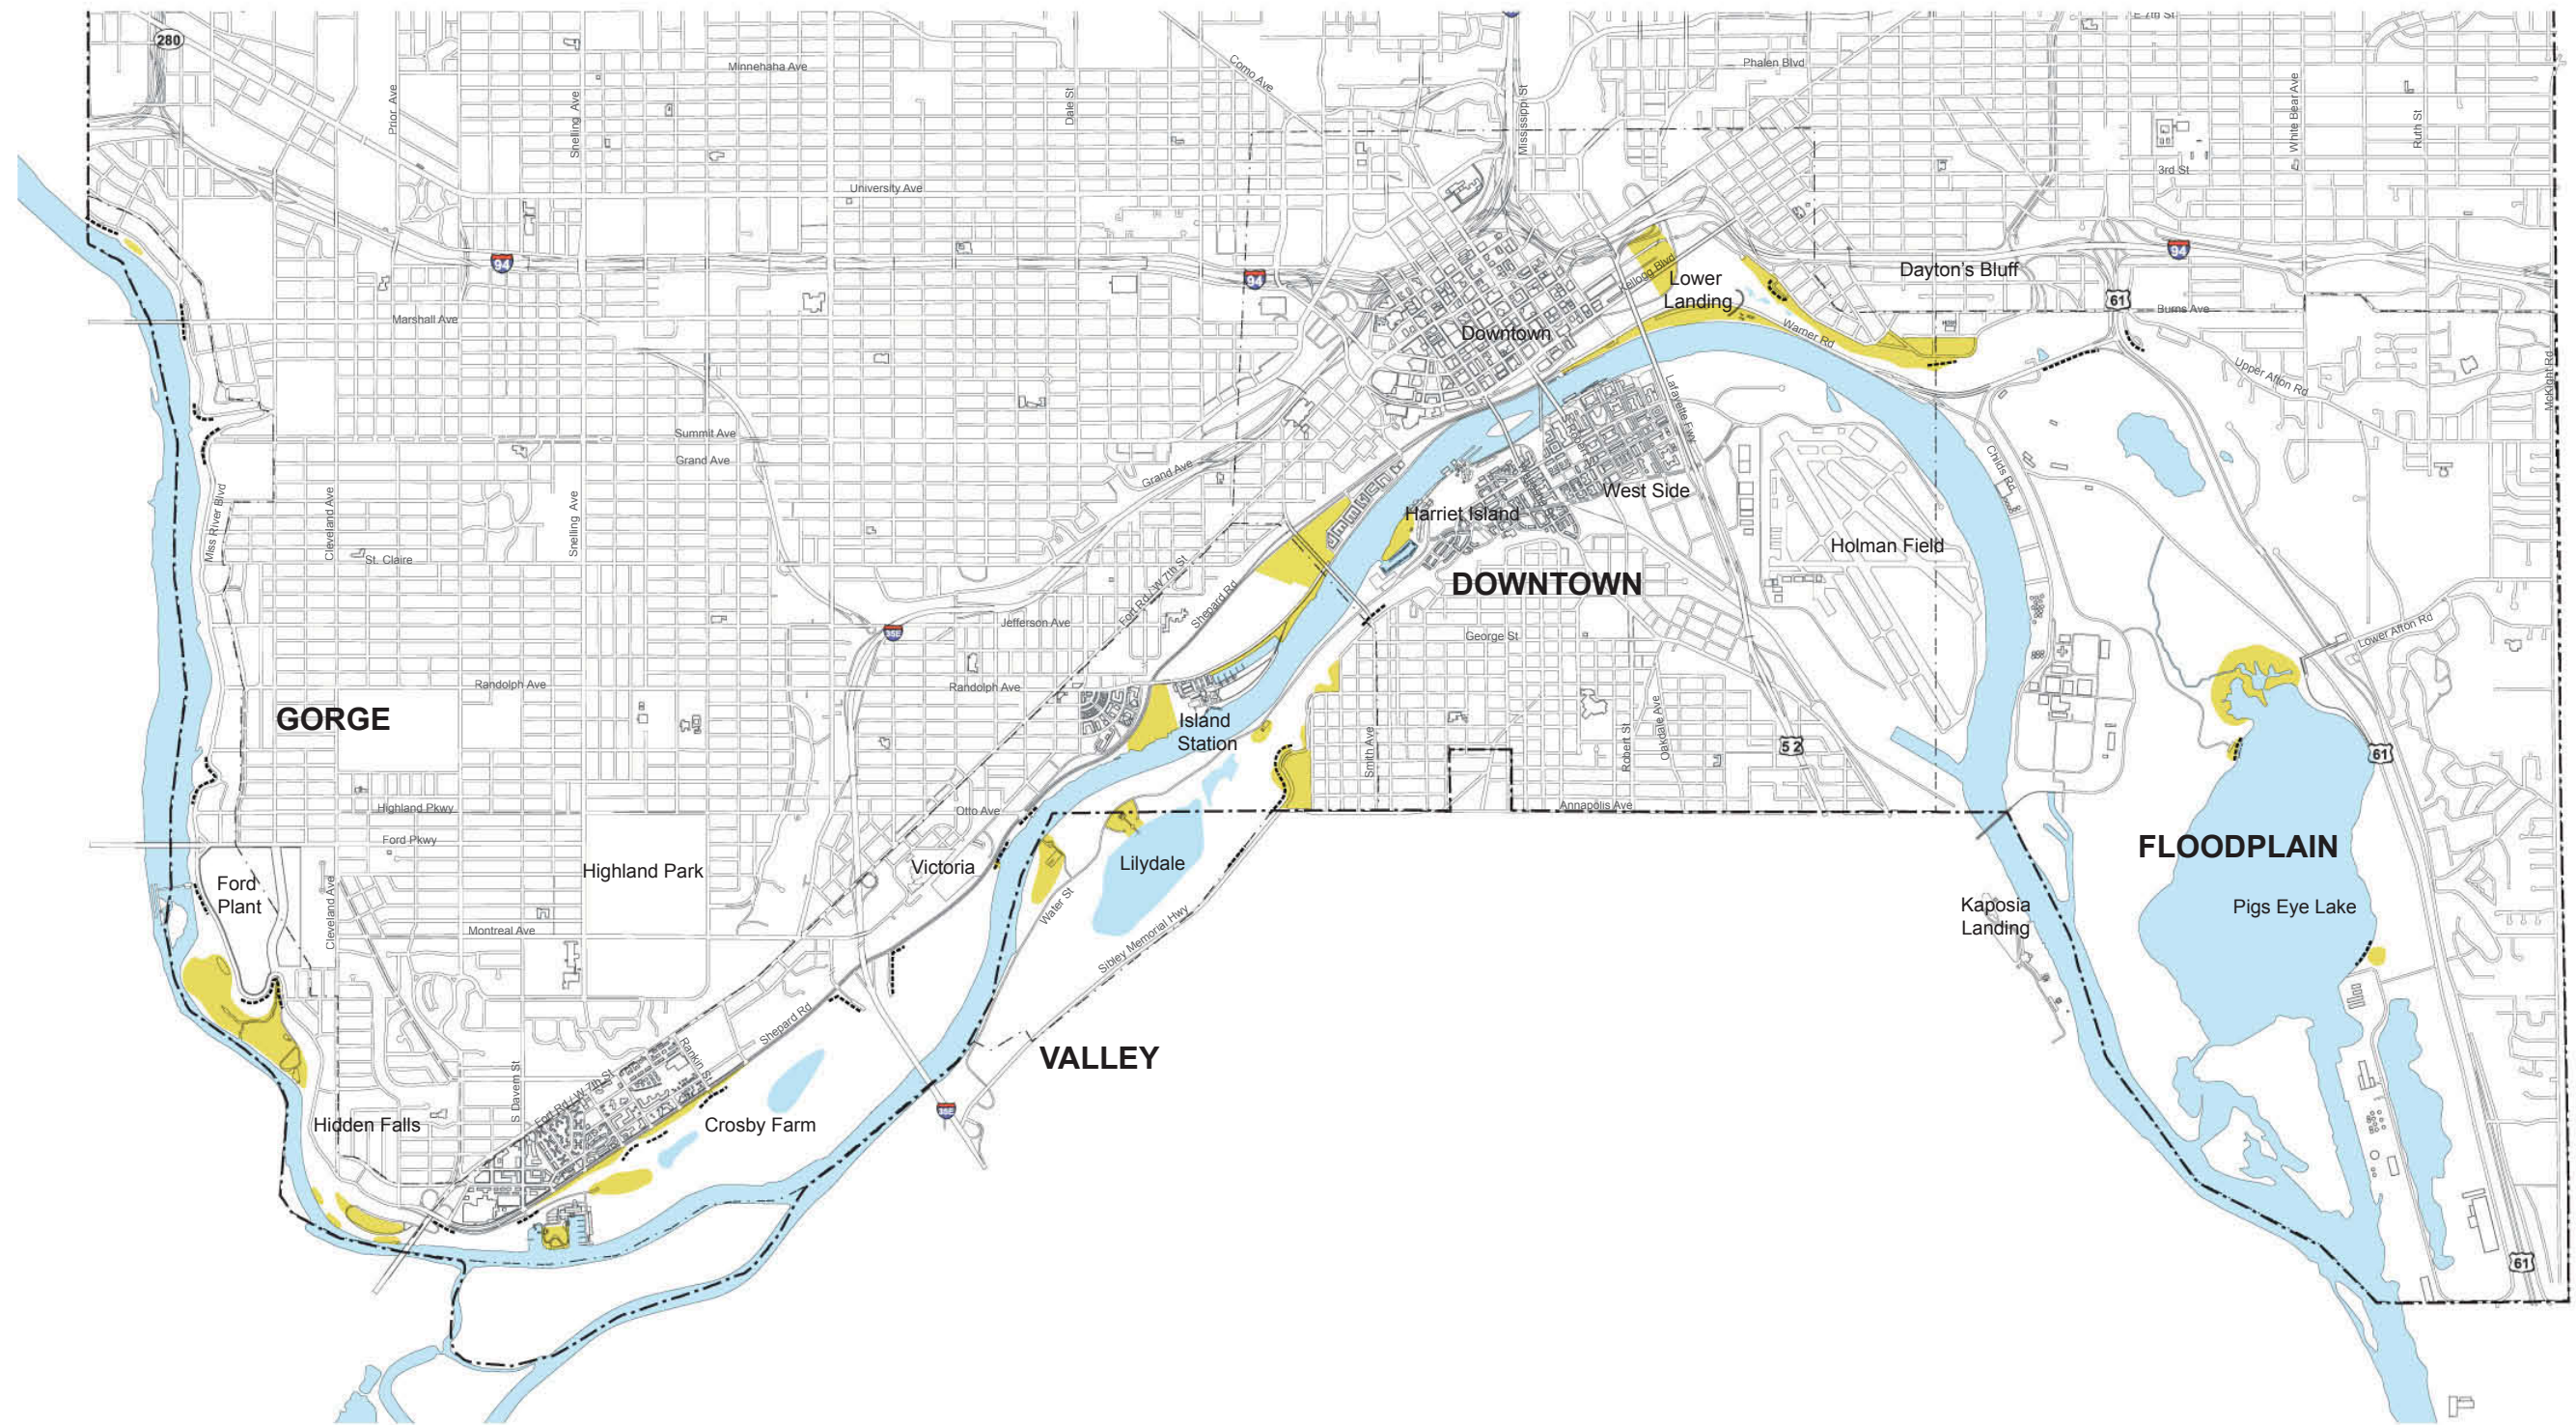 E 7th St
280
Minnehaha Ave
Como Ave
Phalen Blvd
Prior Ave
Snelling Ave
Dale St
Mississippi St
White Bear Ave
Ruth St
3rd St
University Ave
94
94
94
Dayton's Bluff
Kellogg Blvd
Lower
Landing
61
Burns Ave
Marshall Ave
Downtown
Warner Rd
Upper Afton Rd
McKnight Rd
Lafayette Fwy
Summit Ave
Grand Ave
Grand Ave
Childs Rd
West Side
Harriet Island
Miss River Blvd
Cleveland Ave
Snelling Ave
St. Claire
Holman Field
DOWNTOWN
Fort Rd / W 7th St
Shepard Rd
Jefferson Ave
35E
George St
Lower Afton Rd
Randolph Ave
Randolph Ave
GORGE
Island
Station
Smith Ave
Robert St
Oakdale Ave
52
61
Highland Pkwy
Otto Ave
Annapolis Ave
Ford Pkwy
FLOODPLAIN
Highland Park
Victoria
Lilydale
Ford
Plant
Cleveland Ave
Water St
Kaposia
Landing
Pigs Eye Lake
Montreal Ave
Sibley Memorial Hwy
Shepard Rd
VALLEY
Rankin St
S Davern St
Fort Rd / W 7th St
35E
Hidden Falls
Crosby Farm
61